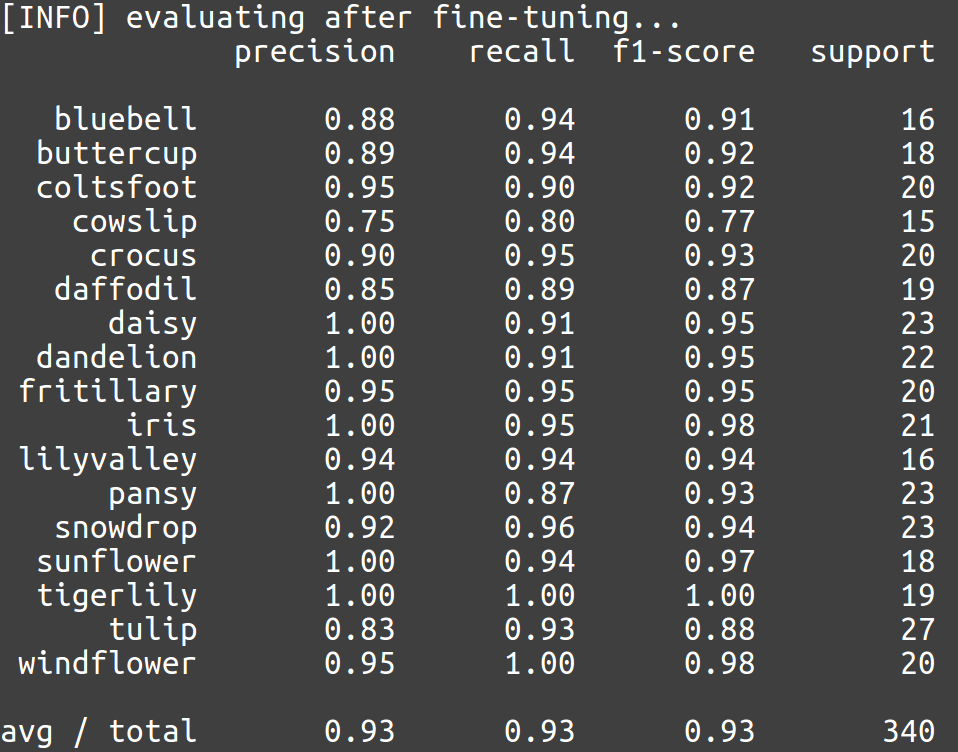 [INFO] evaluating after fine-tuning...
             precision    recall  f1-score   support

   bluebell       0.88      0.94      0.91        16
  buttercup       0.89      0.94      0.92        18
  coltsfoot       0.95      0.90      0.92        20
    cowslip       0.75      0.80      0.77        15
     crocus       0.90      0.95      0.93        20
   daffodil       0.85      0.89      0.87        19
      daisy       1.00      0.91      0.95        23
  dandelion       1.00      0.91      0.95        22
 fritillary       0.95      0.95      0.95        20
       iris       1.00      0.95      0.98        21
 lilyvalley       0.94      0.94      0.94        16
      pansy       1.00      0.87      0.93        23
   snowdrop       0.92      0.96      0.94        23
  sunflower       1.00      0.94      0.97        18
  tigerlily       1.00      1.00      1.00        19
      tulip       0.83      0.93      0.88        27
 windflower       0.95      1.00      0.98        20

avg / total       0.93      0.93      0.93       340